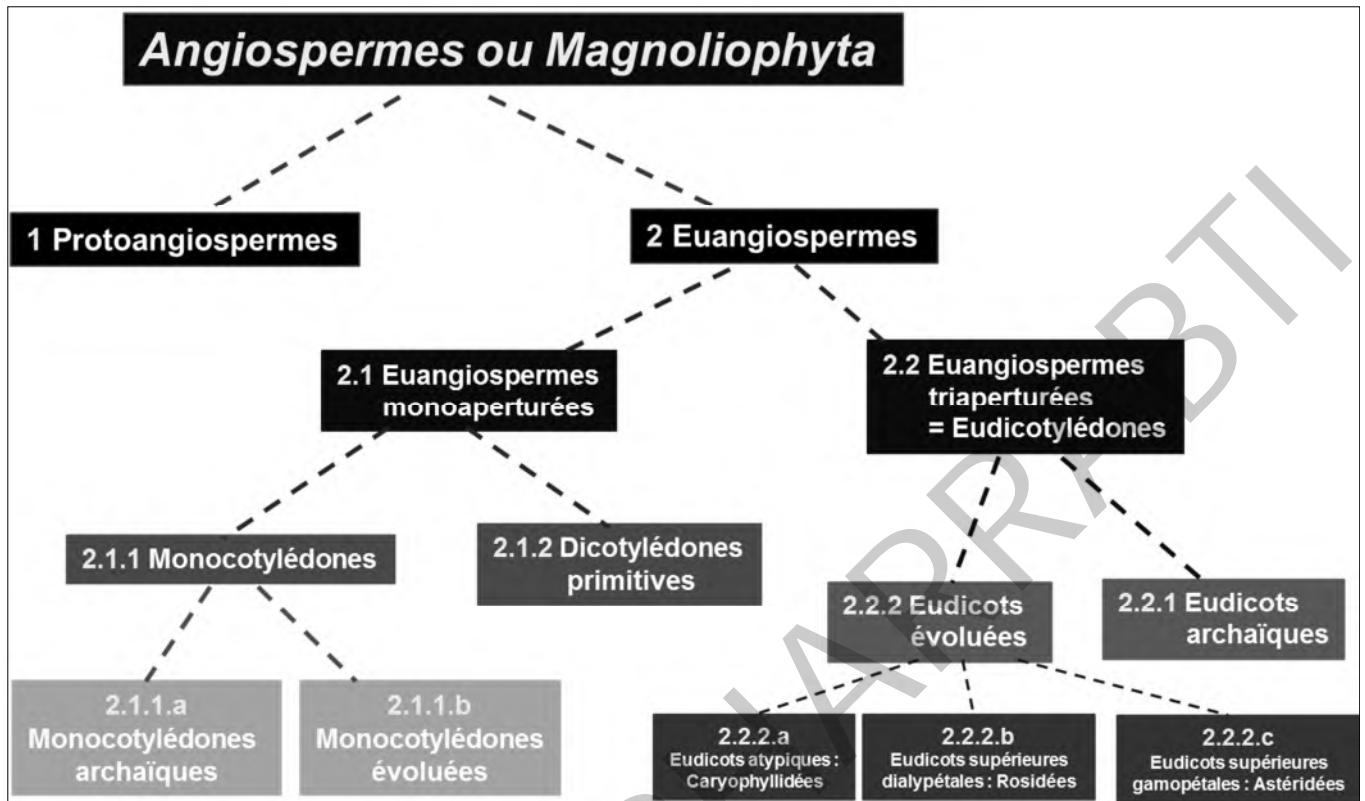 Angiospermes ou Magnoliophyta
1 Protoangiospermes
2 Euangiospermes
2.1 Euangiospermes
monoaperturées
2.2 Euangiospermes
triaperturées
= Eudicotylédones
2.1.1 Monocotylédones
2.1.2 Dicotylédones
primitives
2.2.2 Eudicots
évoluées
2.2.1 Eudicots
archaïques
2.1.1.a
Monocotylédones
archaïques
2.1.1.b
Monocotylédones
évoluées
2.2.2.a
Eudicots atypiques :
Caryophyllidées
2.2.2.b
Eudicots supérieures
dialypétales : Rosidées
2.2.2.c
Eudicots supérieures
gamopétales : Astéridées